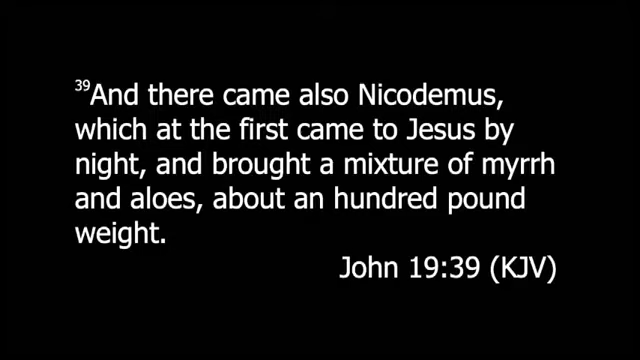 39And there came also Nicodemus,
which at the first came to Jesus by
night, and brought a mixture of myrrh
and aloes, about an hundred pound
weight.
John 19:39 (KJV)